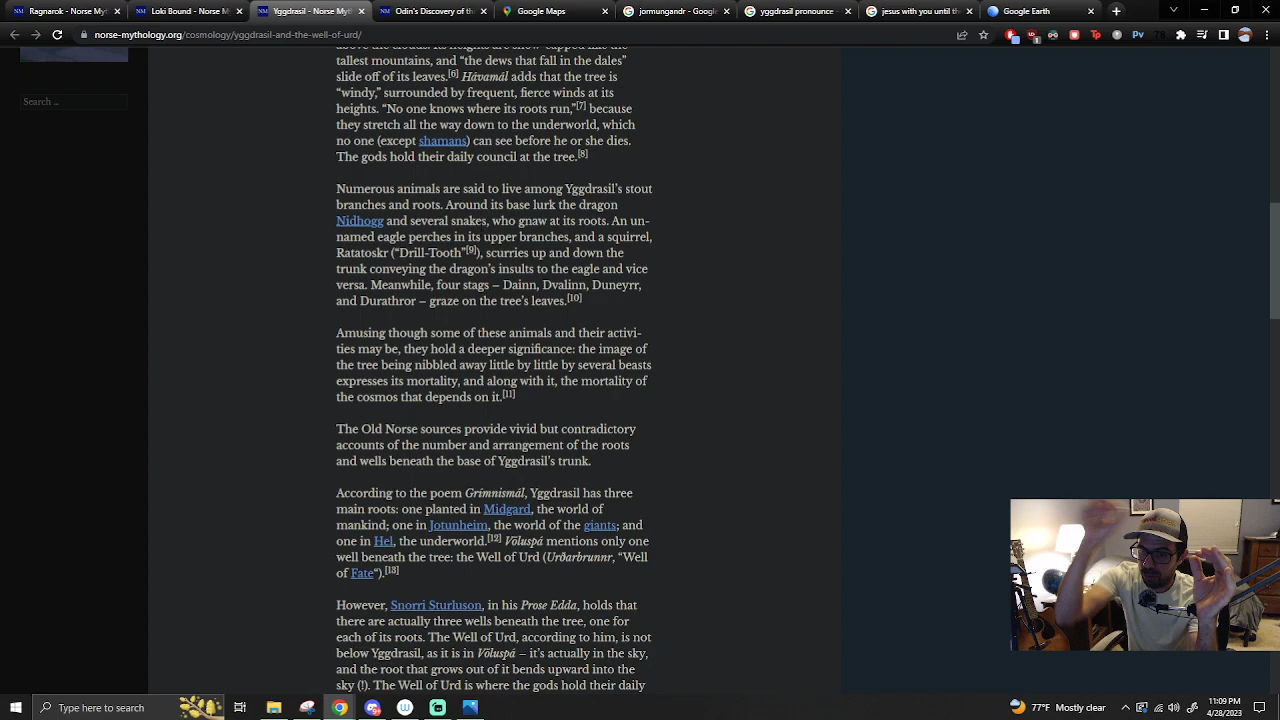 Ragnarok - Norse Myt
Loki Bound - Norse M
Yggdrasil - Norse Myth
Odin's Discovery of th
Google Maps
jormungandr - Google
yggdrasil pronconce -
jesus with you until the
Google Earth
norse-mythology.org/cosmology/yggdrasil-and-the-well-of-urd/
Search …
above the clouds. Its heights are snow-capped like the
tallest mountains, and “the dews that fall in the dales”
slide off of its leaves.[6] Hávamál adds that the tree is
“windy,” surrounded by frequent, fierce winds at its
heights. “No one knows where its roots run,”[7] because
they stretch all the way down to the underworld, which
no one (except shamans) can see before he or she dies.
The gods hold their daily council at the tree.[8]
Numerous animals are said to live among Yggdrasil’s stout
branches and roots. Around its base lurk the dragon
Nidhogg and several snakes, who gnaw at its roots. An un-
named eagle perches in its upper branches, and a squirrel,
Ratatoskr (“Drill-Tooth”[9]), scurries up and down the
trunk conveying the dragon’s insults to the eagle and vice
versa. Meanwhile, four stags – Dainn, Dvalinn, Duneyrr,
and Durathror – graze on the tree’s leaves.[10]
Amusing though some of these animals and their activi-
ties may be, they hold a deeper significance: the image of
the tree being nibbled away little by little by several beasts
expresses its mortality, and along with it, the mortality of
the cosmos that depends on it.[11]
The Old Norse sources provide vivid but contradictory
accounts of the number and arrangement of the roots
and wells beneath the base of Yggdrasil’s trunk.
According to the poem Grímnismál, Yggdrasil has three
main roots: one planted in Midgard, the world of
mankind; one in Jotunheim, the world of the giants; and
one in Hel, the underworld.[12] Völuspá mentions only one
well beneath the tree: the Well of Urd (Urðarbrunnr, “Well
of Fate“).[13]
However, Snorri Sturluson, in his Prose Edda, holds that
there are actually three wells beneath the tree, one for
each of its roots. The Well of Urd, according to him, is not
below Yggdrasil, as it is in Völuspá – it’s actually in the sky,
and the root that grows out of it bends upward into the
sky (!). The Well of Urd is where the gods hold their daily
Type here to search
77°F Mostly clear
11:09 PM
4/28/2023